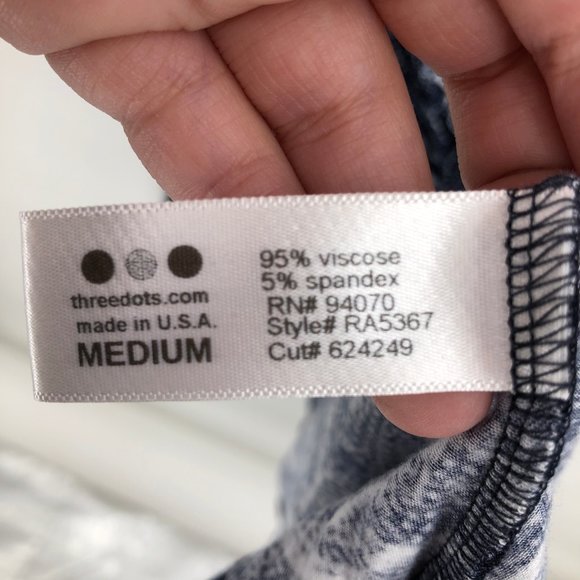 threedots.com
made in U.S.A.
MEDIUM
95% viscose
5% spandex
RN# 94070
Style# RA5367
Cut# 624249